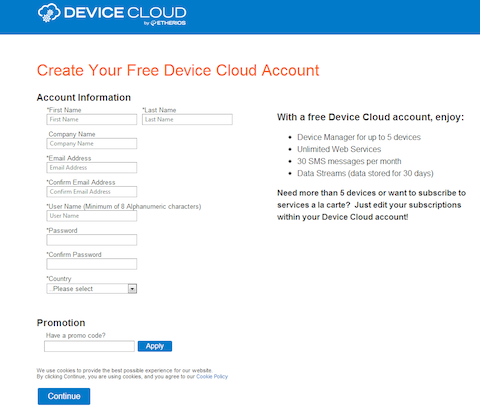 DEVICE CLOUD
by ETHERIOS
Create Your Free Device Cloud Account
Account Information
*First Name *Last Name
First Name Last Name
Company Name
Company Name
*Email Address
Email Address
*Confirm Email Address
Confirm Email Address
*User Name (Minimum of 8 Alphanumeric characters)
User Name
*Password
*Confirm Password
*Country
..Please select
With a free Device Cloud account, enjoy:
• Device Manager for up to 5 devices
• Unlimited Web Services
• 30 SMS messages per month
• Data Streams (data stored for 30 days)
Need more than 5 devices or want to subscribe to
services a la carte? Just edit your subscriptions
within your Device Cloud account!
Promotion
Have a promo code?
Apply
We use cookies to provide the best possible experience for our website.
By clicking Continue, you are using cookies, and you agree to our Cookie Policy
Continue